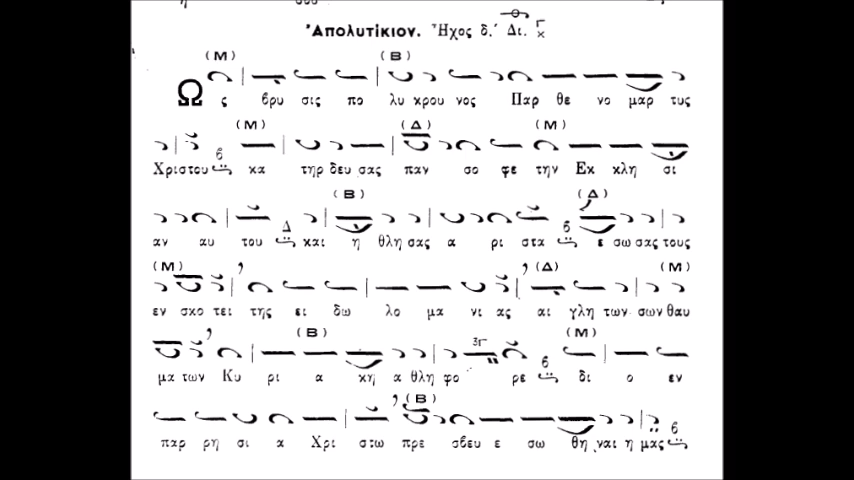 Ἀπολυτίκιον. Ἦχος δ.´ Δι.
(Μ) (Β)
Ω ς βρυ σις πο λυ κρου νος Παρ θε νο μαρ τυς
(Μ) (Δ) (Μ)
Χριστου κα τηρ δευ σας παν σο φε την Εκ κλη σι
(Β) (Δ)
αν αυ του και η θλη σας α ρι στα ε σω σας τους
(Μ) (Δ) (Μ)
εν σκο τει της ει δω λο μα νι ας αι γλη των σων θαυ
(Β) (Μ)
μα των Κυ ρι α κη α θλη φο ρε δι ο εν
(Β)
παρ ρη σι α Χρι στω πρε σβευ ε σω θη ναι η μας